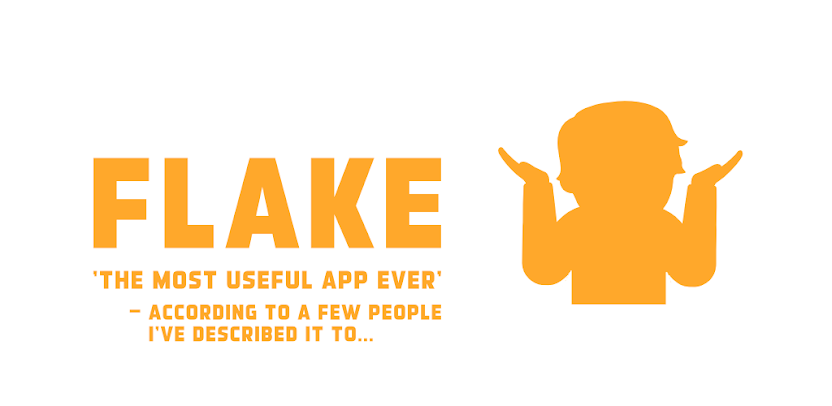 FLAKE
'THE MOST USEFUL APP EVER'
– ACCORDING TO A FEW PEOPLE
I'VE DESCRIBED IT TO...